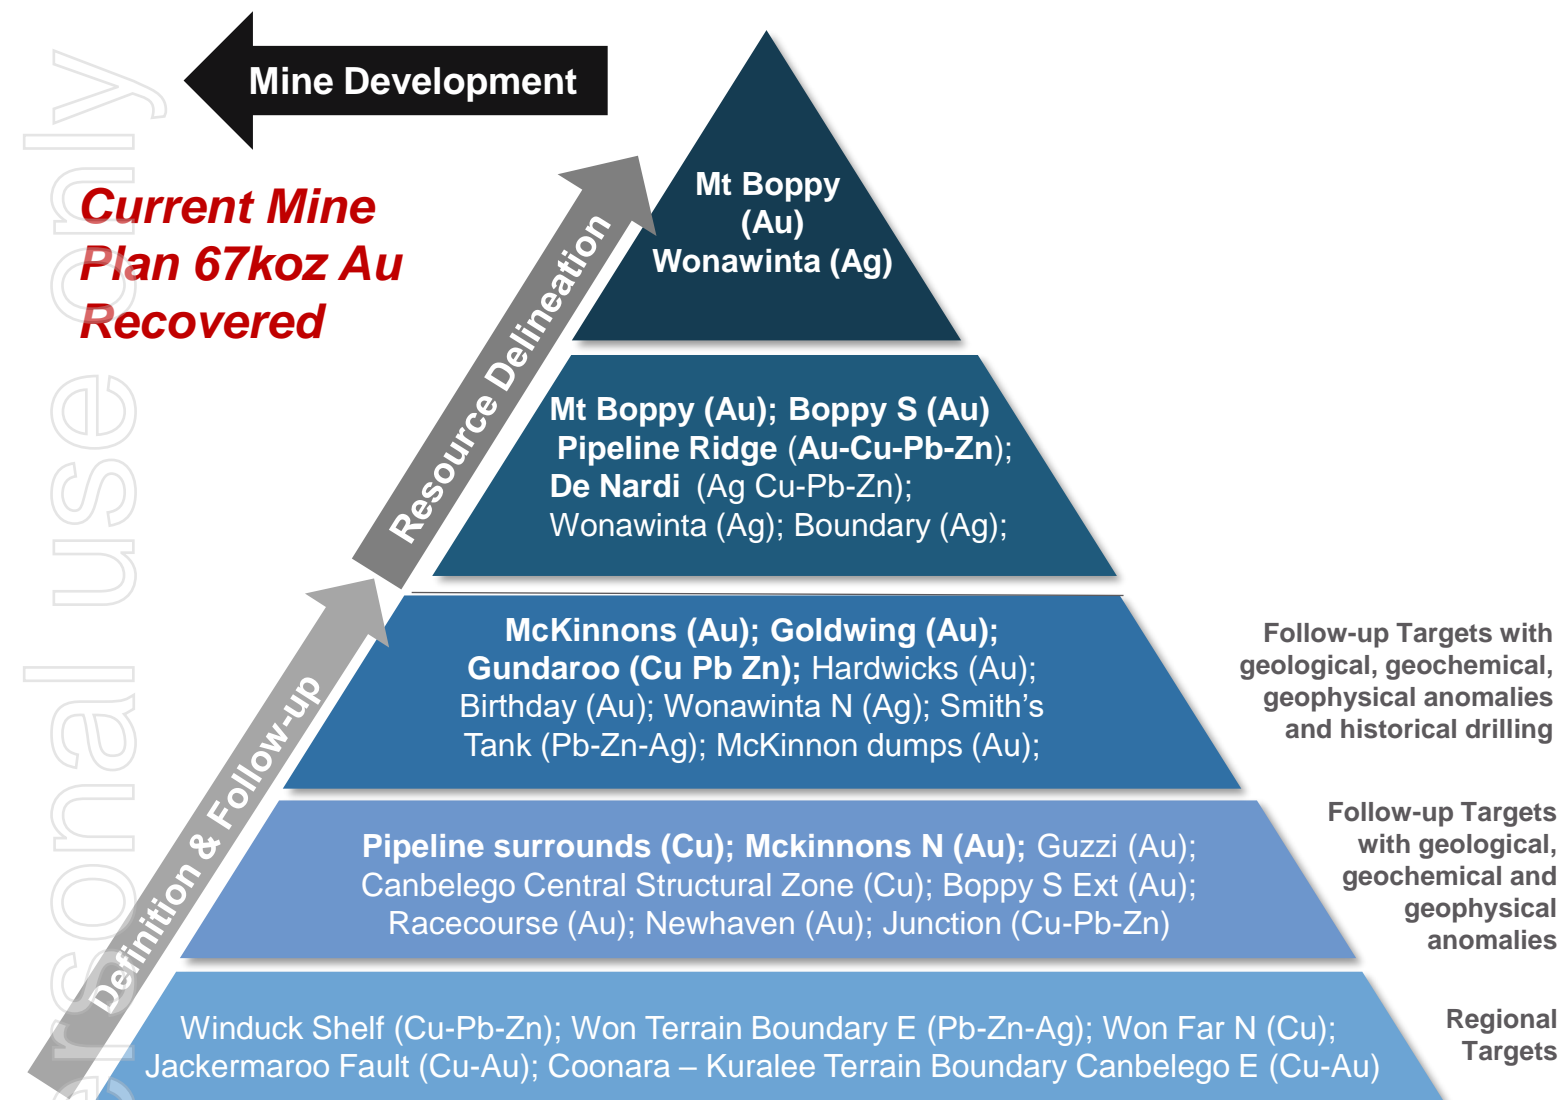 Mine Development
Current Mine
Plan 67koz Au
Recovered
Resource Delineation
Definition & Follow-up
Mt Boppy
(Au)
Wonawinta (Ag)
Mt Boppy (Au); Boppy S (Au)
Pipeline Ridge (Au-Cu-Pb-Zn);
De Nardi (Ag Cu-Pb-Zn);
Wonawinta (Ag); Boundary (Ag);
McKinnons (Au); Goldwing (Au);
Gundaroo (Cu Pb Zn); Hardwicks (Au);
Birthday (Au); Wonawinta N (Ag); Smith’s
Tank (Pb-Zn-Ag); McKinnon dumps (Au);
Follow-up Targets with
geological, geochemical,
geophysical anomalies
and historical drilling
Pipeline surrounds (Cu); Mckinnons N (Au); Guzzi (Au);
Canbelego Central Structural Zone (Cu); Boppy S Ext (Au);
Racecourse (Au); Newhaven (Au); Junction (Cu-Pb-Zn)
Follow-up Targets
with geological,
geochemical and
geophysical
anomalies
Winduck Shelf (Cu-Pb-Zn); Won Terrain Boundary E (Pb-Zn-Ag); Won Far N (Cu);
Jackermaroo Fault (Cu-Au); Coonara – Kuralee Terrain Boundary Canbelego E (Cu-Au)
Regional
Targets
ersonal use only